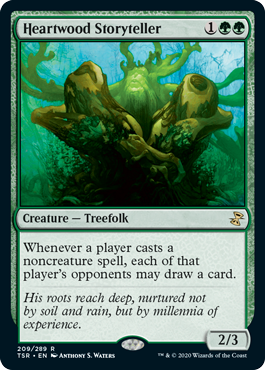 Heartwood Storyteller 1
Creature — Treefolk
Whenever a player casts a
noncreature spell, each of that
player's opponents may draw a card.
His roots reach deep, nurtured not
by soil and rain, but by millennia of
experience.
2/3
209/289 R
TSR • EN Anthony S. Waters
™ & © 2020 Wizards of the Coast